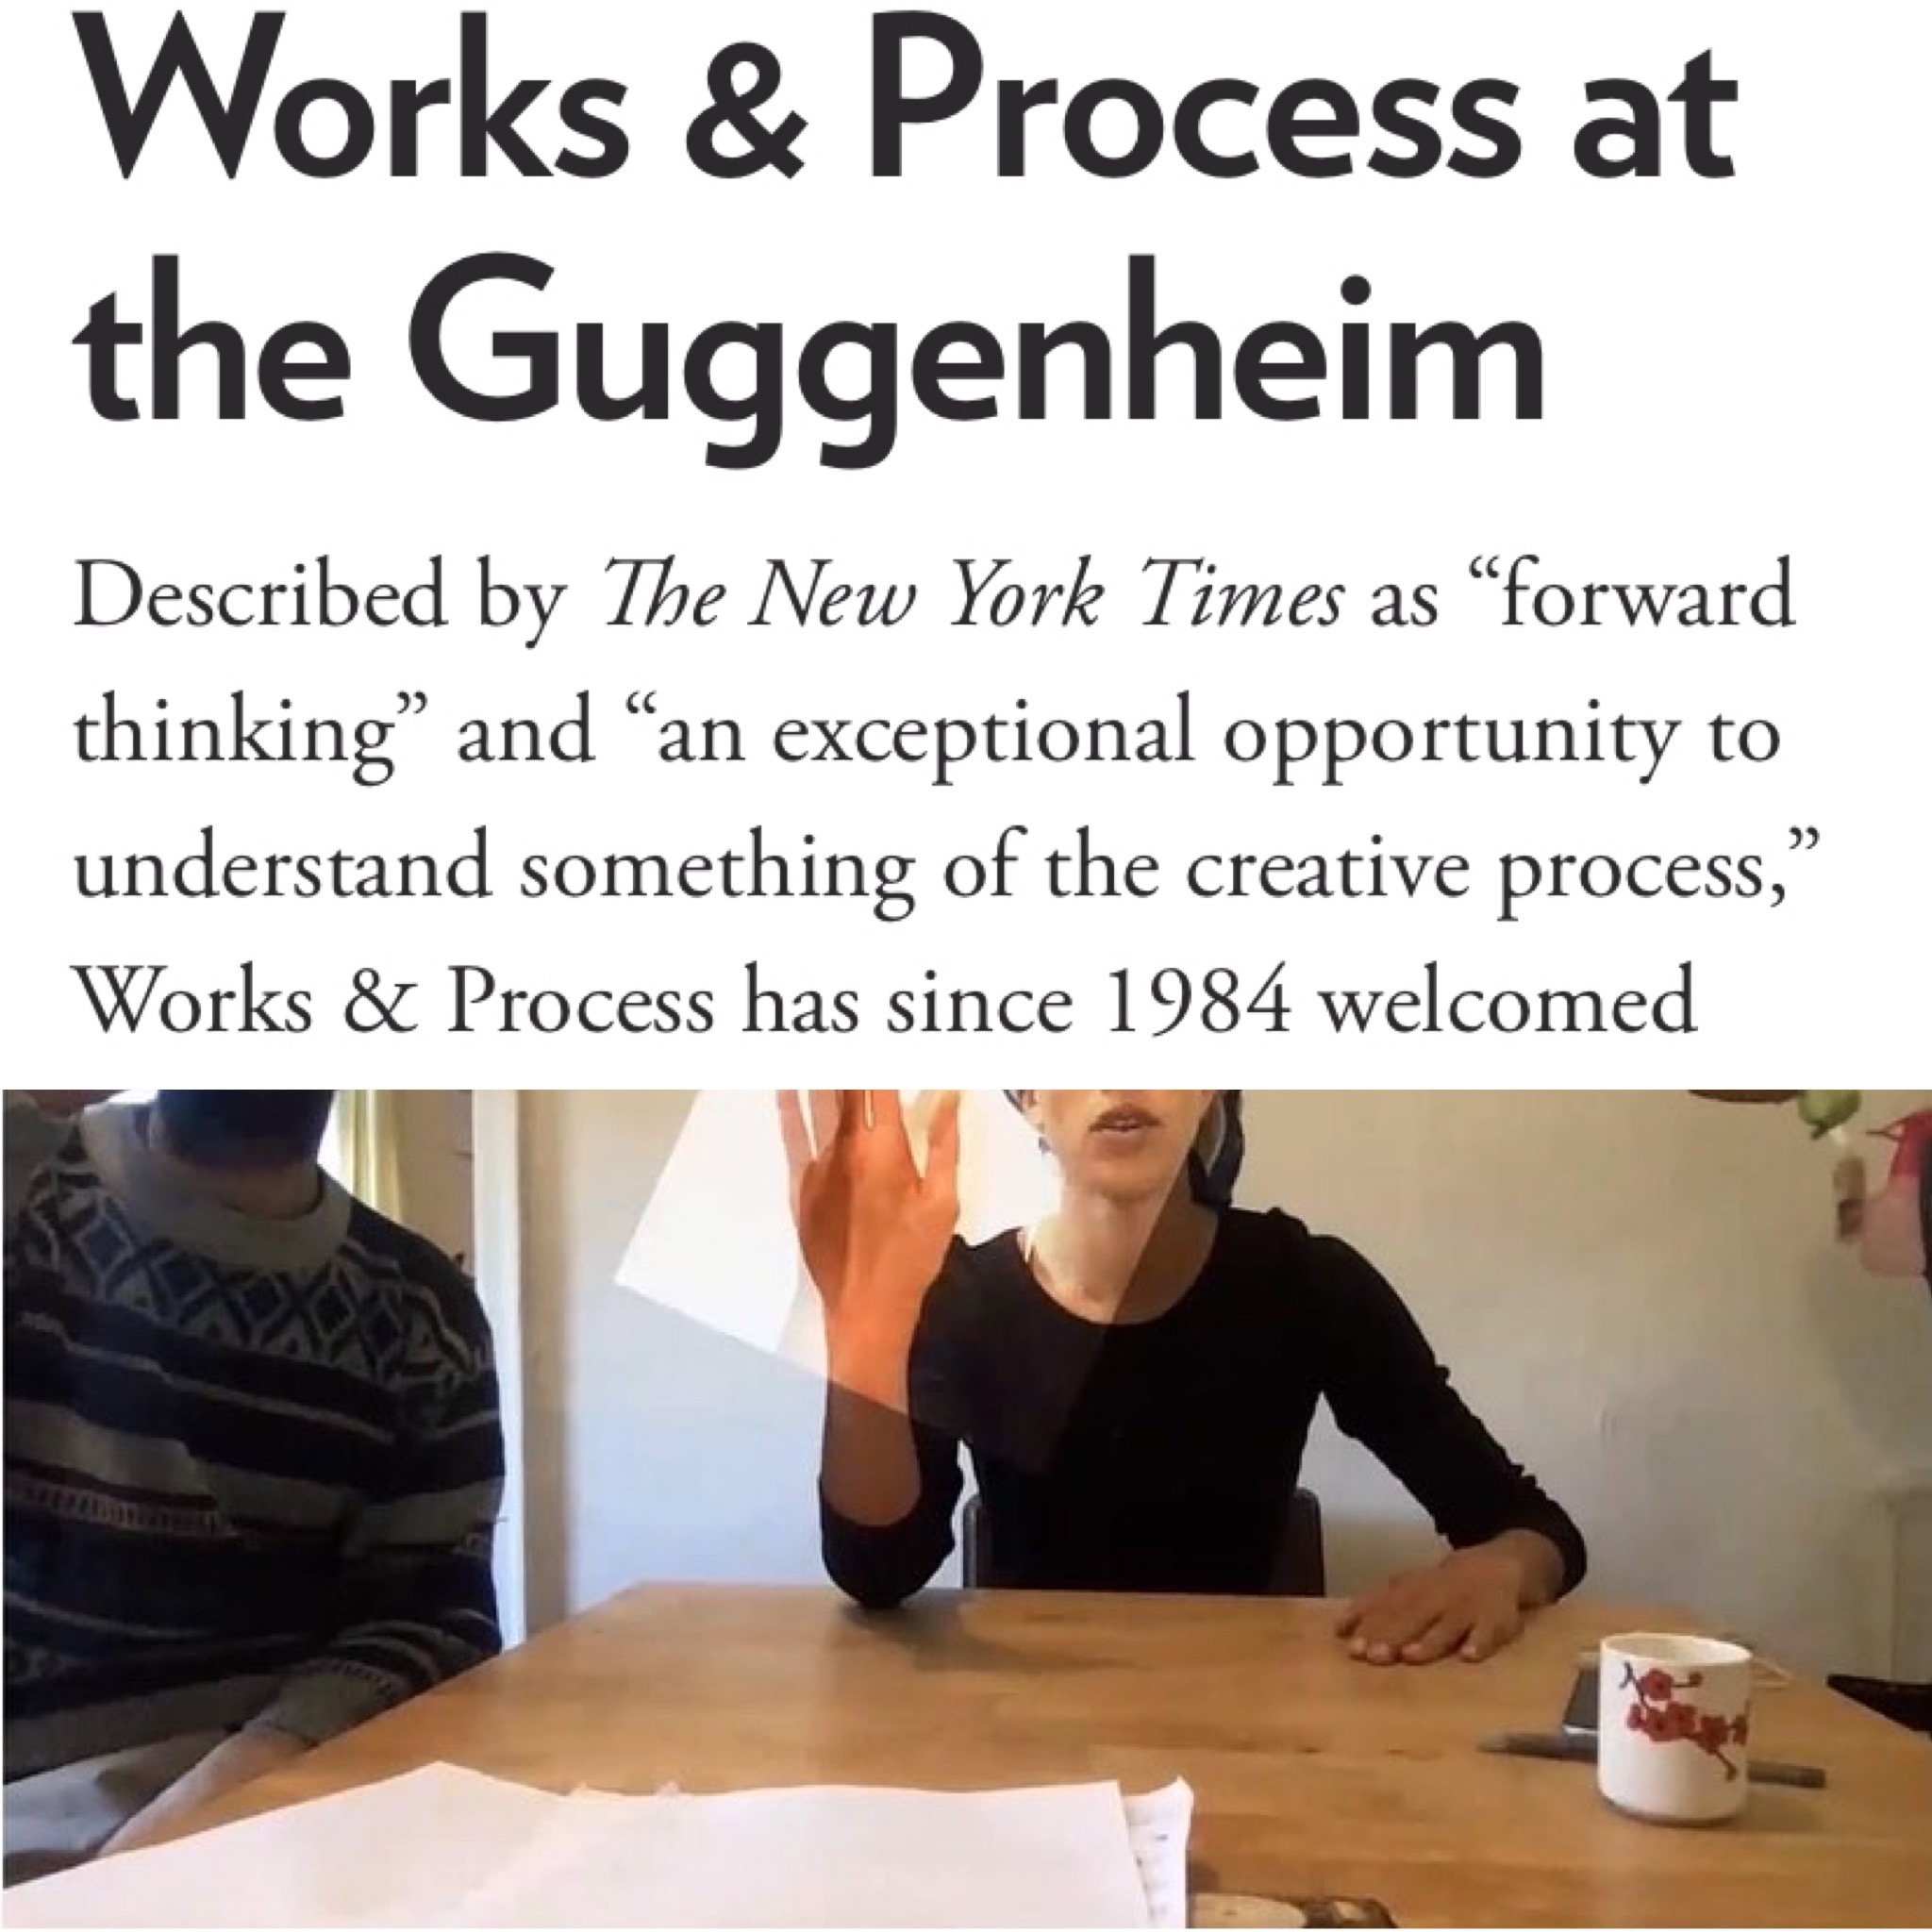 Works & Process at
the Guggenheim
Described by The New York Times as “forward
thinking” and “an exceptional opportunity to
understand something of the creative process,”
Works & Process has since 1984 welcomed